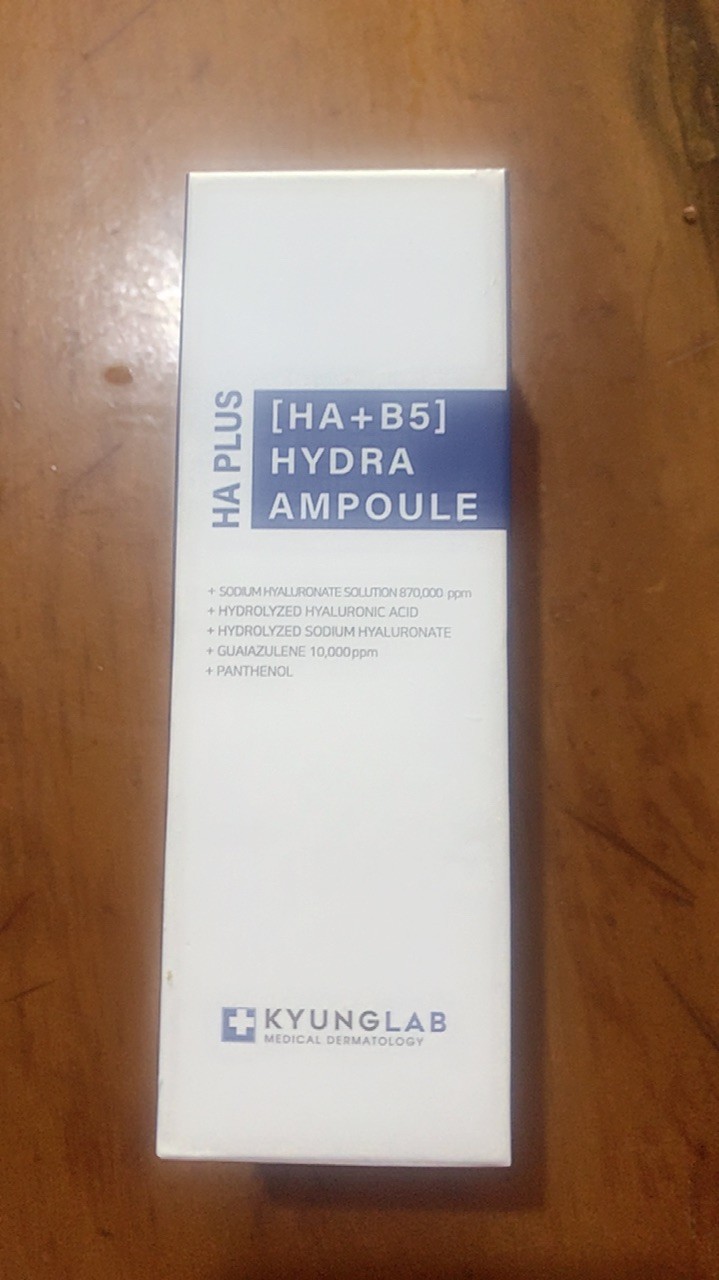 HA PLUS
[HA+B5]
HYDRA
AMPOULE
+ SODIUM HYALURONATE SOLUTION 870,000 ppm
+ HYDROLYZED HYALURONIC ACID
+ HYDROLYZED SODIUM HYALURONATE
+ GUAIAZULENE 10,000ppm
+ PANTHENOL
KYUNGLAB
MEDICAL DERMATOLOGY